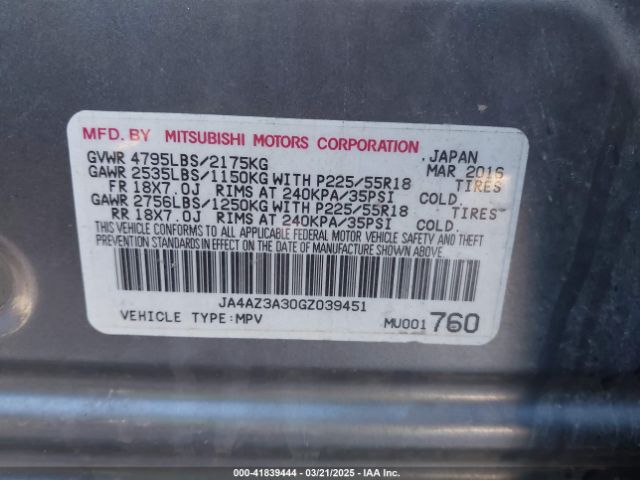 MFD. BY MITSUBISHI MOTORS CORPORATION, JAPAN
GVWR 4795LBS/2175KG MAR 2016
GAWR 2535LBS/1150KG WITH P225/55R18 TIRES
FR 18X7.0J RIMS AT 240KPA/35PSI COLD.
GAWR 2756LBS/1250KG WITH P225/55R18 TIRES
RR 18X7.0J RIMS AT 240KPA/35PSI COLD.
THIS VEHICLE CONFORMS TO ALL APPLICABLE FEDERAL MOTOR VEHICLE SAFETY AND THEFT
PREVENTION STANDARDS IN EFFECT ON THE DATE OF MANUFACTURE SHOWN ABOVE.
JA4AZ3A30GZ039451
VEHICLE TYPE:MPV MU001760
000-41839444 - 03/21/2025 - IAA Inc.